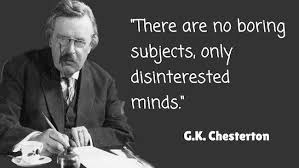 "There are no boring
subjects, only
disinterested
minds."
G.K. Chesterton